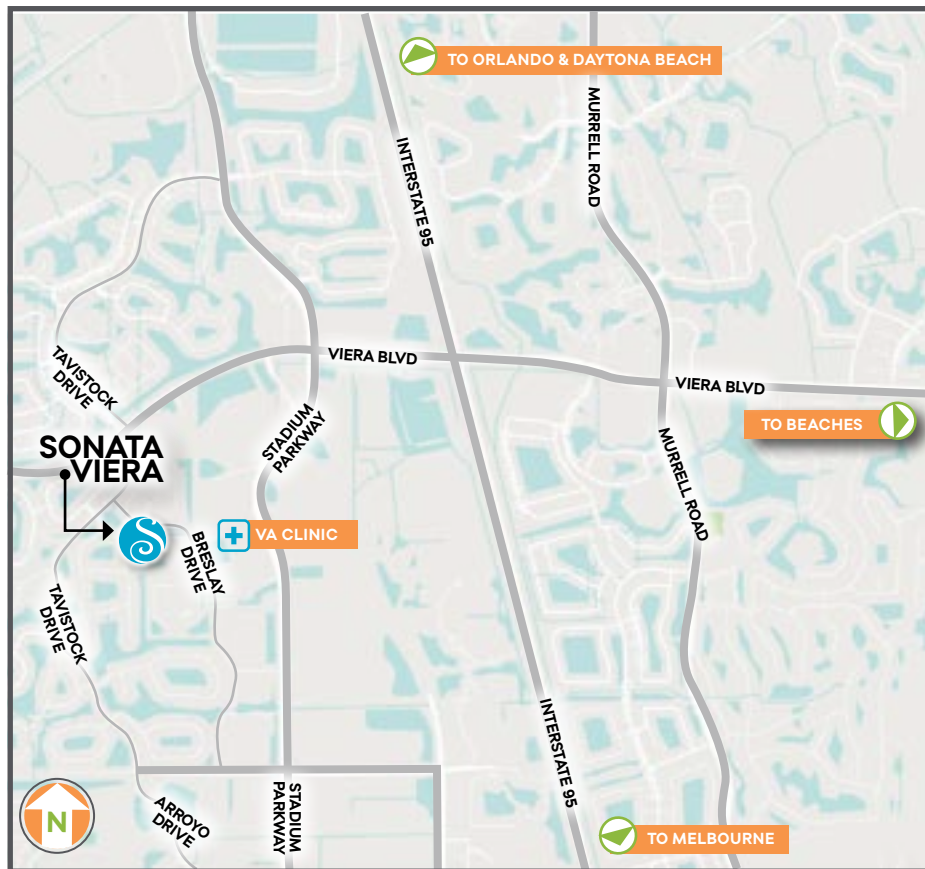 TO ORLANDO & DAYTONA BEACH
MURRELL ROAD
INTERSTATE 95
TAVISTOCK
DRIVE
VIERA BLVD
VIERA BLVD
TO BEACHES
STADIUM
PARKWAY
MURRELL ROAD
SONATA
VIERA
S
VA CLINIC
BRESLAY
DRIVE
TAVISTOCK
DRIVE
INTERSTATE 95
N
ARROYO
DRIVE
STADIUM
PARKWAY
TO MELBOURNE